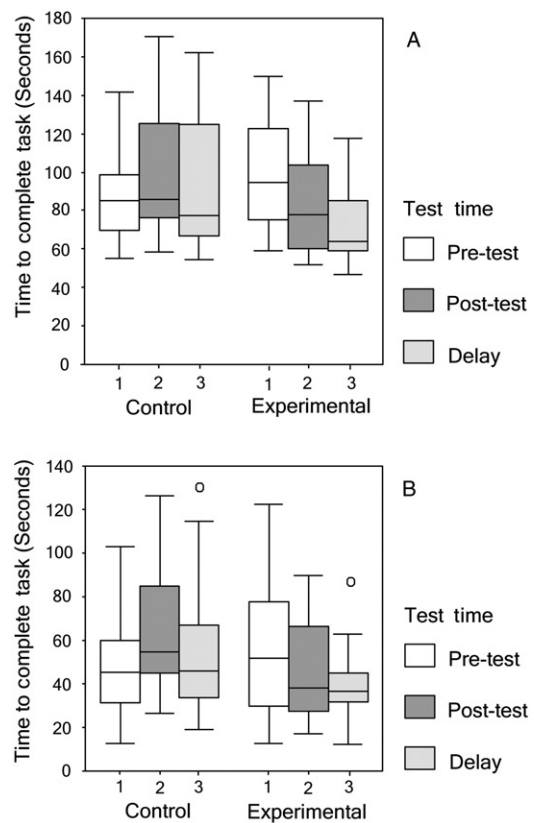 A
Time to complete task (Seconds)
180
160
140
120
100
80
60
40
20
0
1 2 3 1 2 3
Control Experimental
Test time
Pre-test
Post-test
Delay
B
Time to complete task (Seconds)
140
120
100
80
60
40
20
0
1 2 3 1 2 3
Control Experimental
Test time
Pre-test
Post-test
Delay